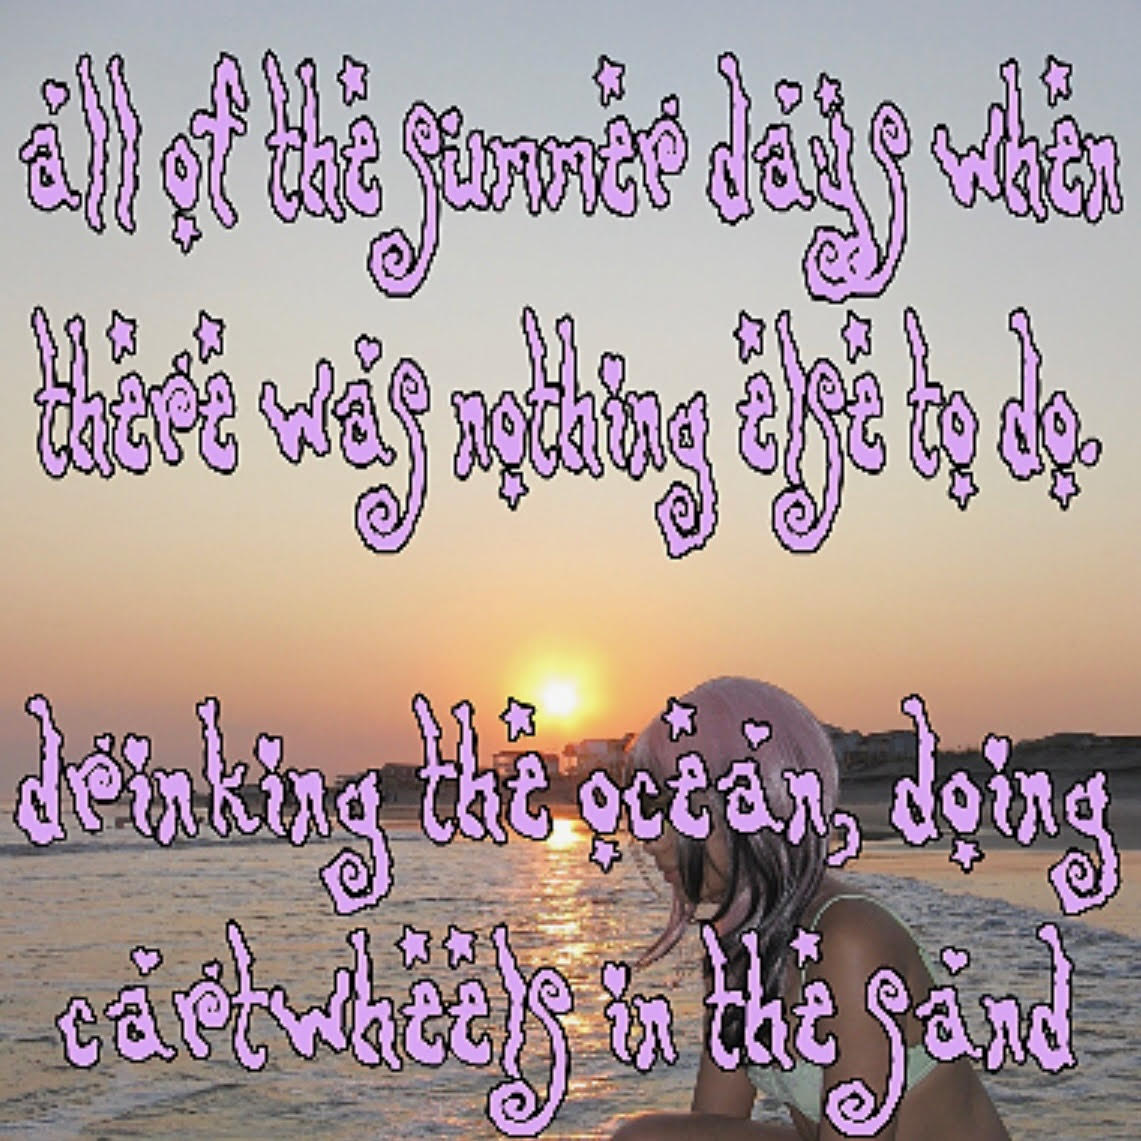 all of the summer days when
there was nothing else to do.
drinking the ocean, doing
cartwheels in the sand